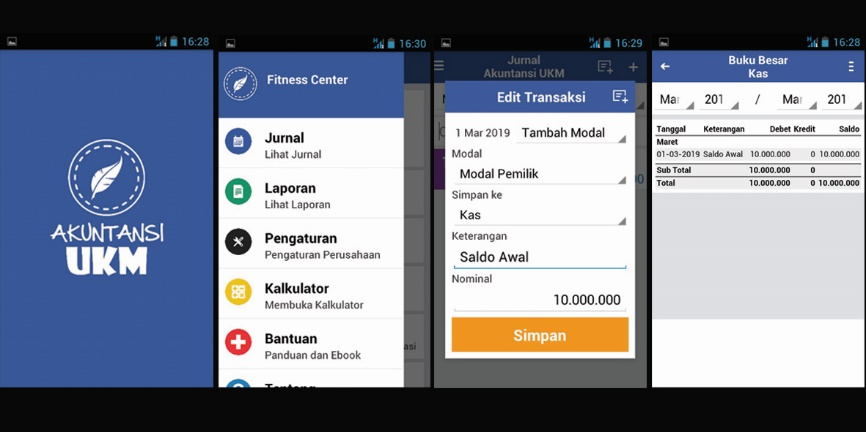 16:28
AKUNTANSI
UKM
16:30
Fitness Center
Jurnal
Lihat Jurnal
Laporan
Lihat Laporan
Pengaturan
Pengaturan Perusahaan
Kalkulator
Membuka Kalkulator
Bantuan
Panduan dan Ebook
Tentang
16:29
Jurnal
Akuntansi UKM
Edit Transaksi
1 Mar 2019 Tambah Modal
Modal
Modal Pemilik
Simpan ke
Kas
Keterangan
Saldo Awal
Nominal
10.000.000
Simpan
16:28
Buku Besar
Kas
Mar 201 / Mar 201
Tanggal Keterangan Debet Kredit Saldo
Maret
01-03-2019 Saldo Awal 10.000.000 0 10.000.000
Sub Total 10.000.000 0
Total 10.000.000 0 10.000.000